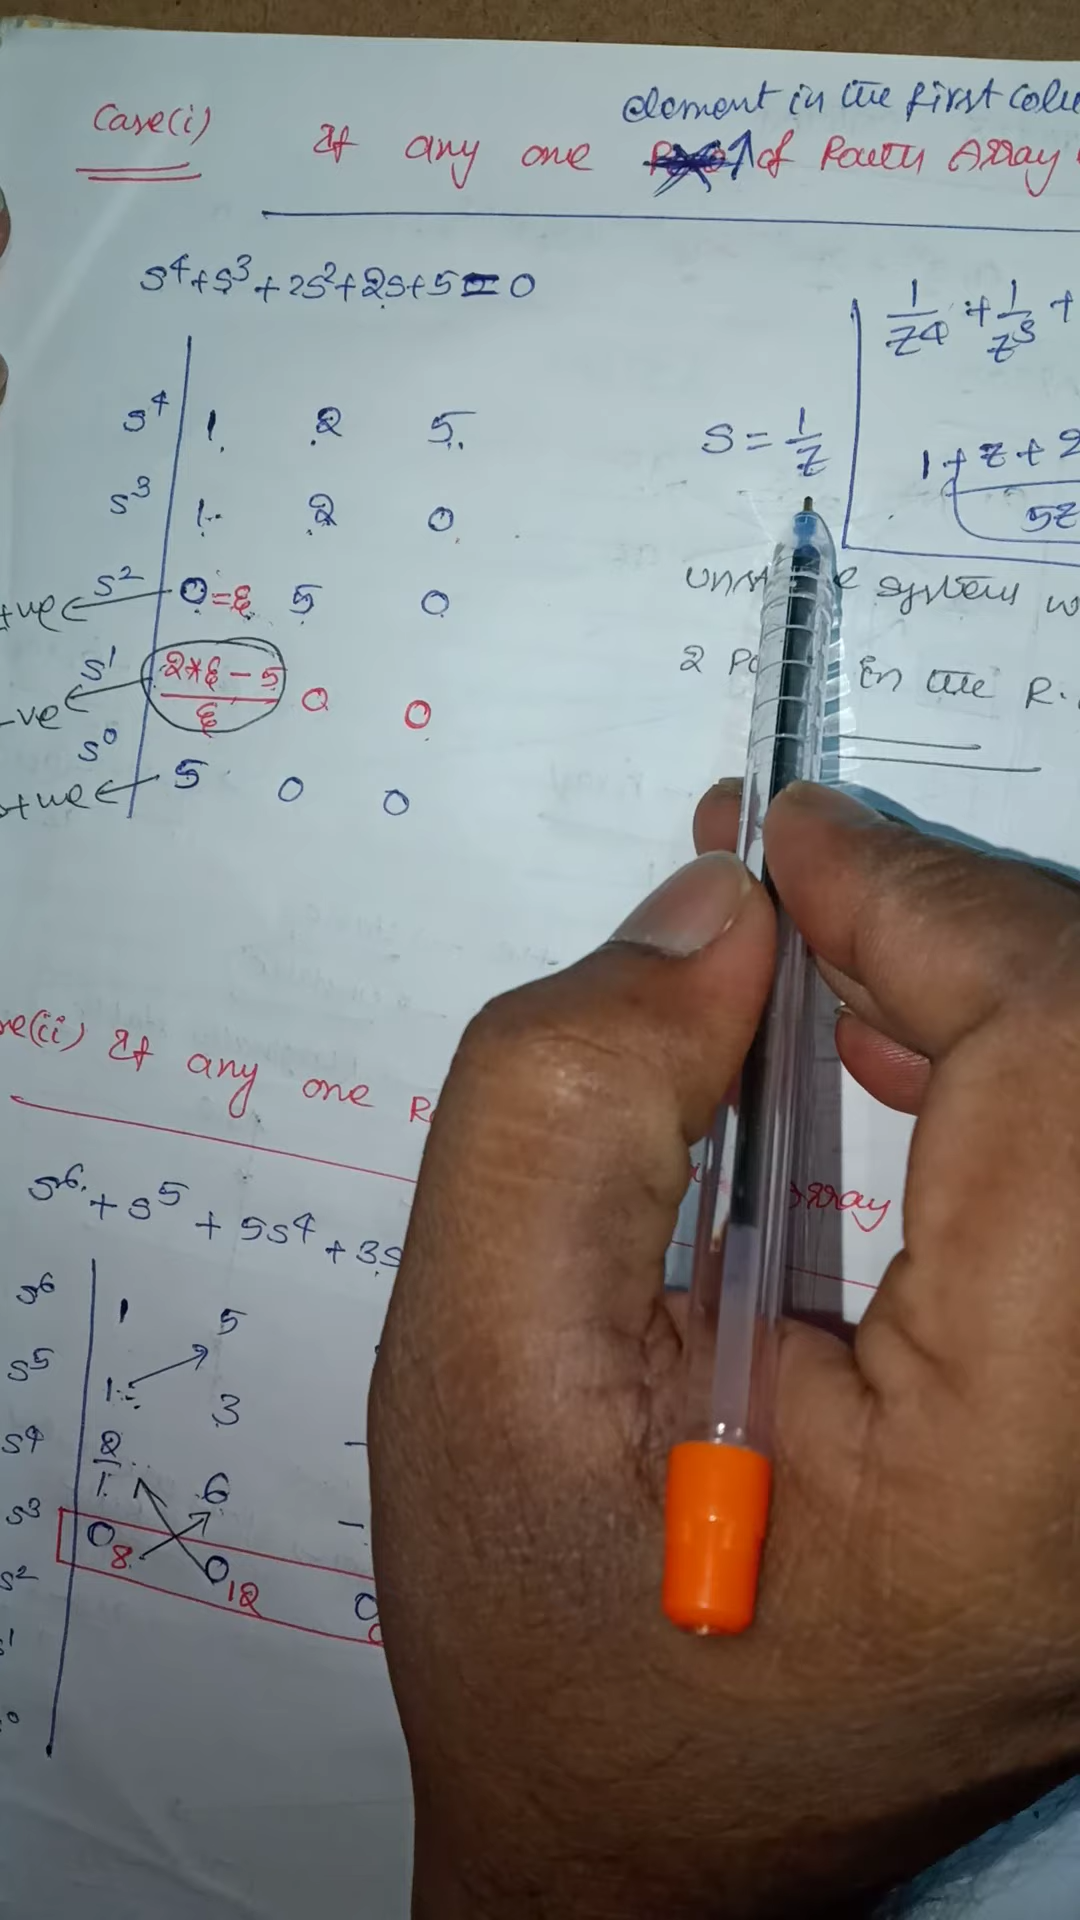 Case(i)
element in the first
If any one of Routh Array
s⁴+s³+2s²+2s+5=0
1/z⁴ + 1/z³ +
s⁴ 1 2 5
s = 1/z
1+z+2
s³ 1 2 0
5z
s² 0=ε 5 0
+ve
system
s¹ (2*ε-5)/ε 0 0
-ve
2 in the R.
s⁰ 5 0 0
+ve
(ii) If any one
Array
s⁶ + s⁵ + 5s⁴ + 3s
s⁶ 1 5
s⁵ 1 3
s⁴ 2/1 6
s³ 0 8 0 12 0
s²